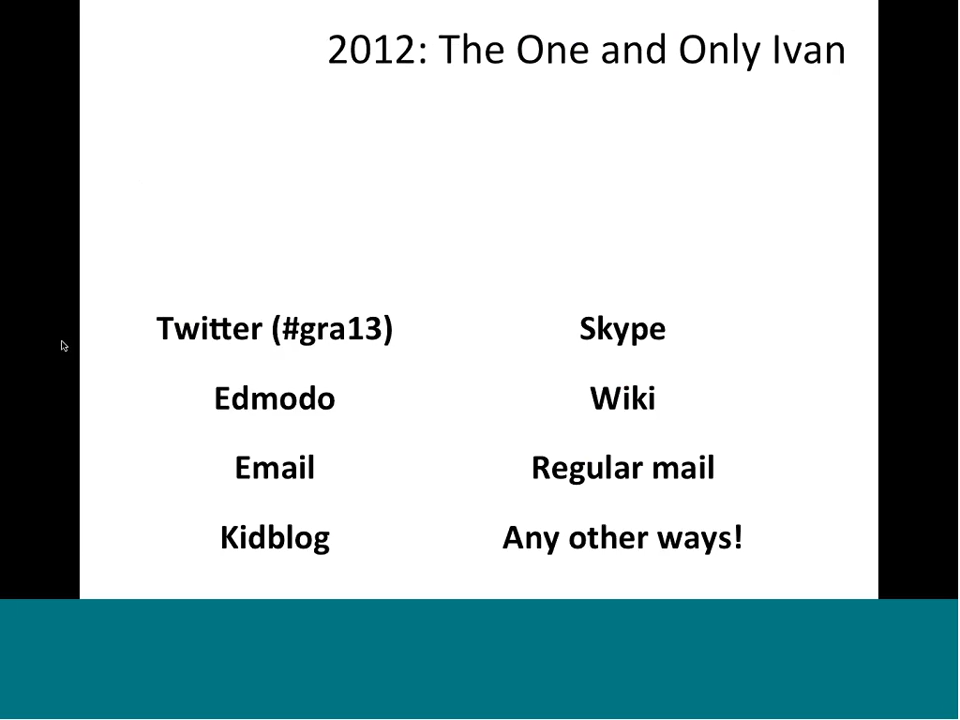 2012: The One and Only Ivan
Twitter (#gra13)
Skype
Edmodo
Wiki
Email
Regular mail
Kidblog
Any other ways!